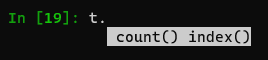 In [19]: t.
count() index()